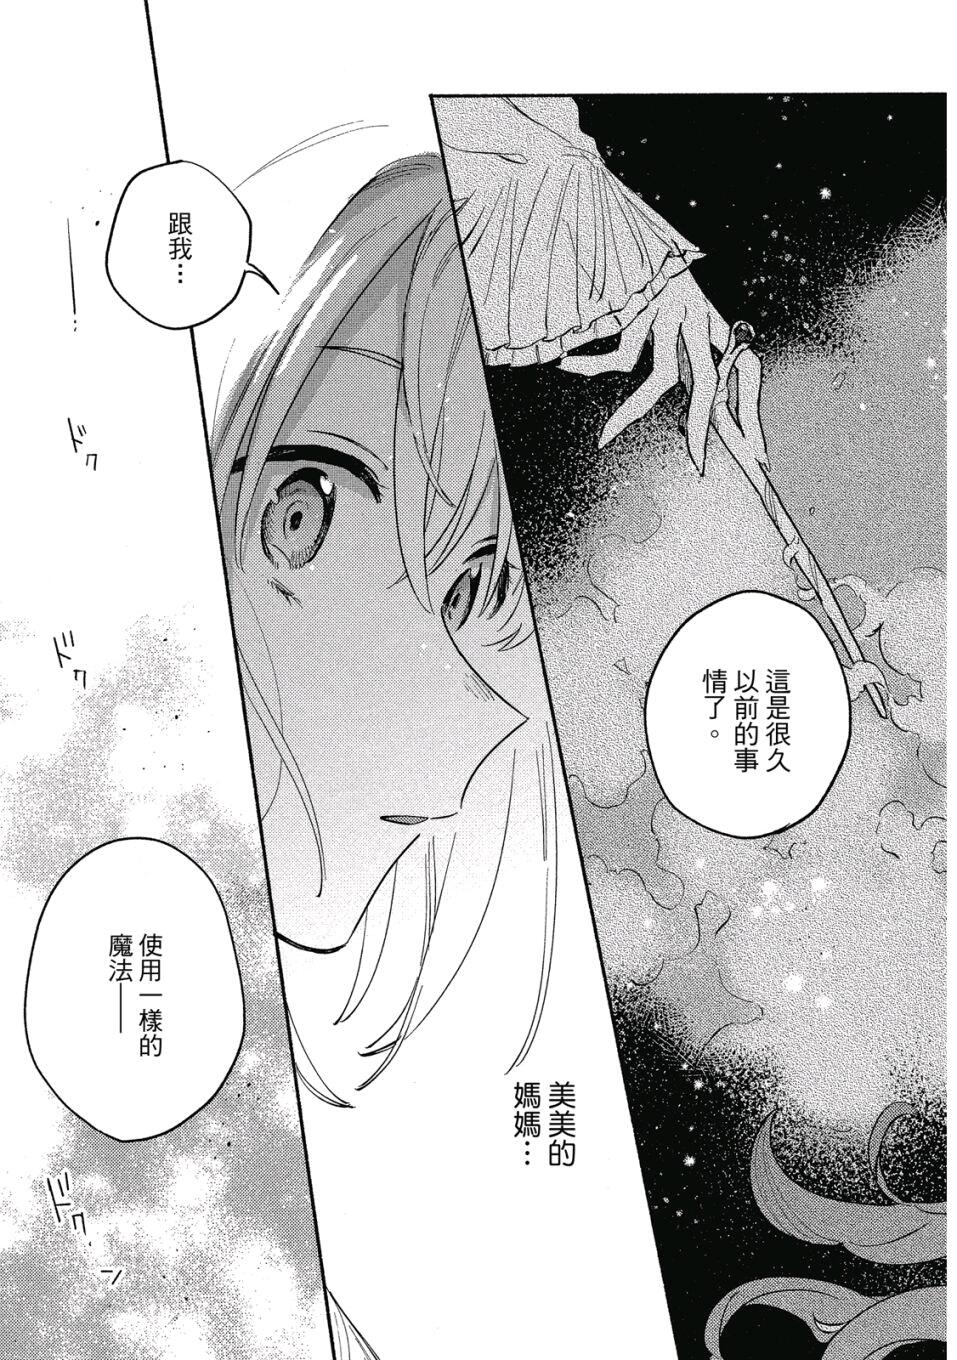 這是很久
以前的事
情了。
美美的
媽媽…
跟我…
使用一樣的
魔法——
ドク
ドク
ドクン